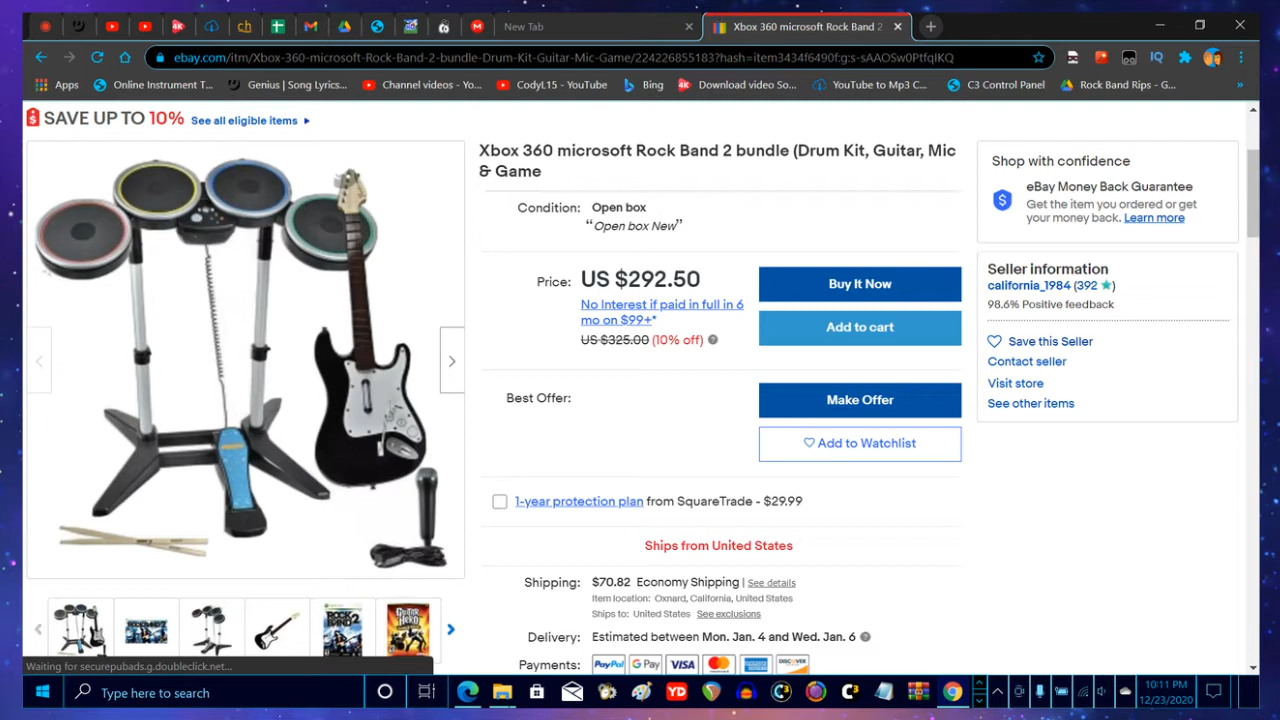 New Tab
Xbox 360 microsoft Rock Band 2
ebay.com/itm/Xbox-360-microsoft-Rock-Band-2-bundle-Drum-Kit-Guitar-Mic-Game/224226855183?hash=item3434f6490f:g:s-sAAOSw0PtfqIKQ
Apps
Online Instrument T...
Genius | Song Lyrics...
Channel videos - Yo...
CodyL15 - YouTube
Bing
Download video So...
YouTube to Mp3 C...
C3 Control Panel
Rock Band Rips - G...
»
SAVE UP TO 10% See all eligible items
Xbox 360 microsoft Rock Band 2 bundle (Drum Kit, Guitar, Mic
& Game
Condition: Open box
“Open box New”
Price: US $292.50
No Interest if paid in full in 6
mo on $99+*
US $325.00 (10% off)
Buy It Now
Add to cart
Best Offer:
Make Offer
Add to Watchlist
1-year protection plan from SquareTrade - $29.99
Ships from United States
Shipping: $70.82 Economy Shipping | See details
Item location: Oxnard, California, United States
Ships to: United States See exclusions
Delivery: Estimated between Mon. Jan. 4 and Wed. Jan. 6
Payments: PayPal G Pay VISA
DISCOVER
Shop with confidence
eBay Money Back Guarantee
Get the item you ordered or get
your money back. Learn more
Seller information
california_1984 (392 ★)
98.6% Positive feedback
Save this Seller
Contact seller
Visit store
See other items
ROCK BAND 2
GUITAR HERO
Waiting for securepubads.g.doubleclick.net...
Type here to search
YD
10:11 PM
12/23/2020